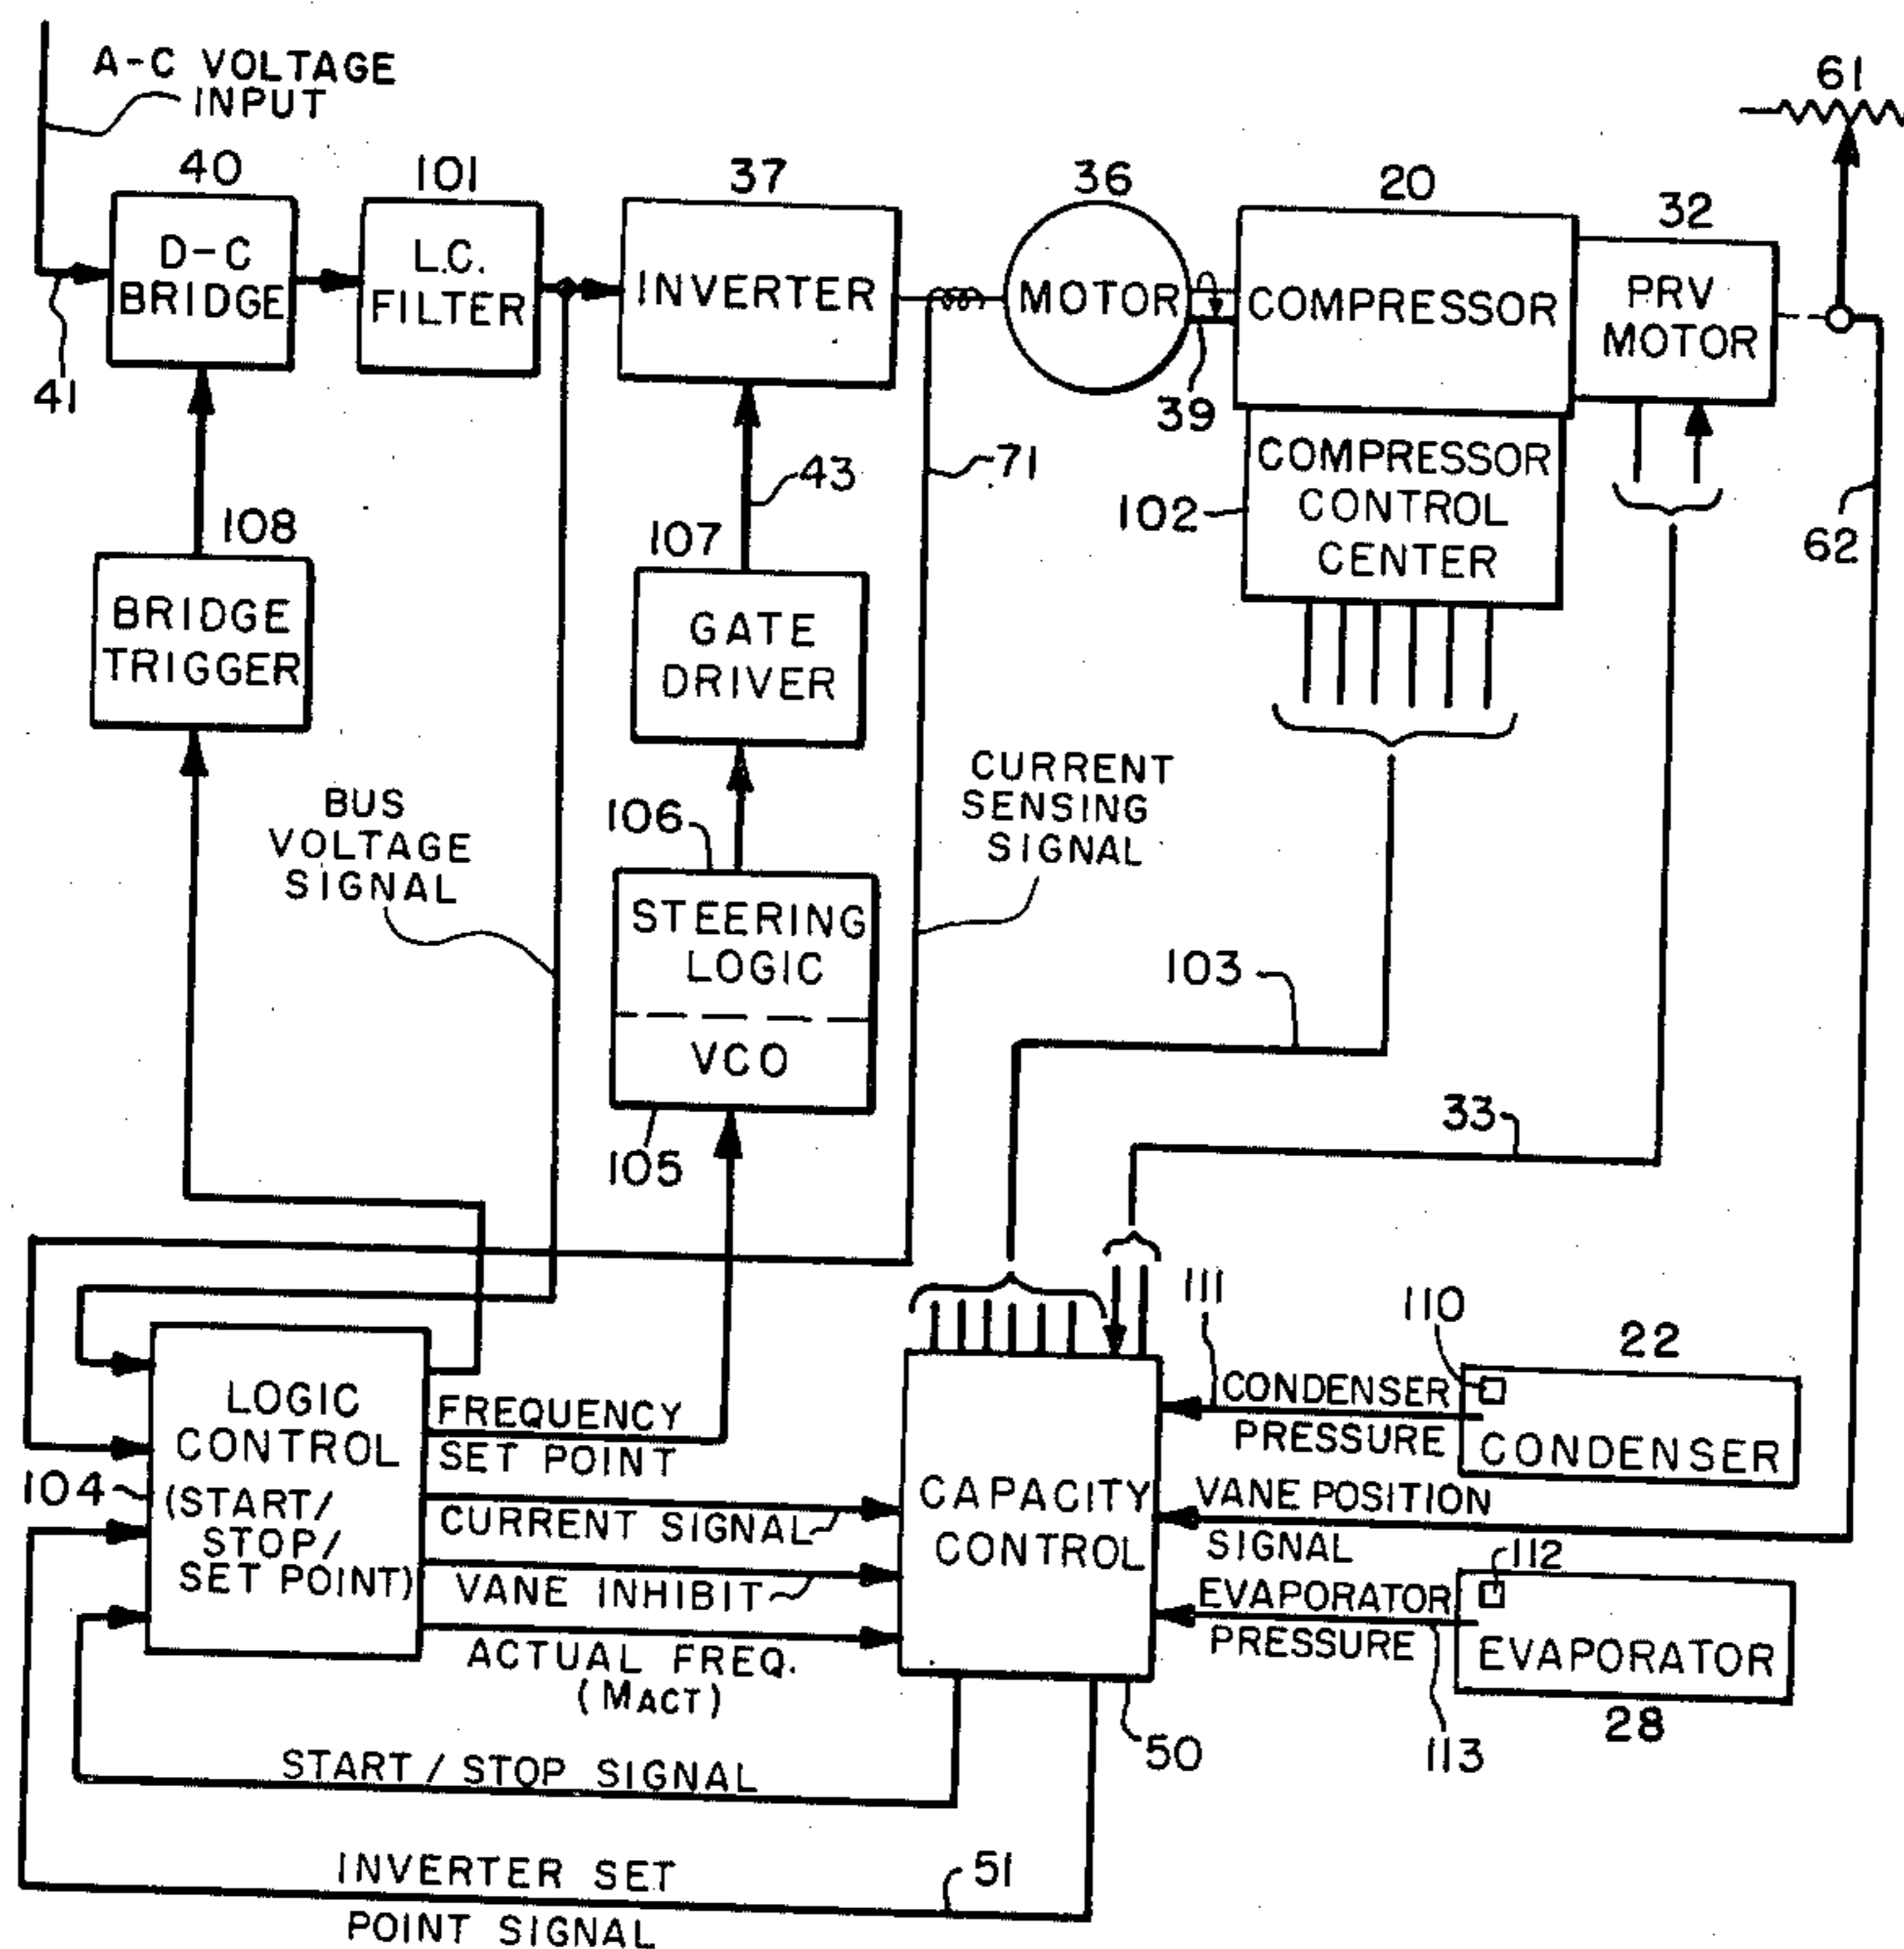 A-C VOLTAGE
INPUT
61
40
101
37
36
20
32
D-C
BRIDGE
L.C.
FILTER
INVERTER
MOTOR
COMPRESSOR
PRV
MOTOR
41
39
43
71
102
COMPRESSOR
CONTROL
CENTER
62
108
107
BRIDGE
TRIGGER
GATE
DRIVER
BUS
VOLTAGE
SIGNAL
106
CURRENT
SENSING
SIGNAL
STEERING
LOGIC
VCO
103
105
33
111
110
22
LOGIC
CONTROL
(START/
STOP/
SET POINT)
104
FREQUENCY
SET POINT
CURRENT SIGNAL
VANE INHIBIT
ACTUAL FREQ.
(MACT)
CAPACITY
CONTROL
CONDENSER
PRESSURE
CONDENSER
VANE POSITION
SIGNAL
112
EVAPORATOR
PRESSURE
EVAPORATOR
28
113
50
START / STOP SIGNAL
INVERTER SET
POINT SIGNAL
51